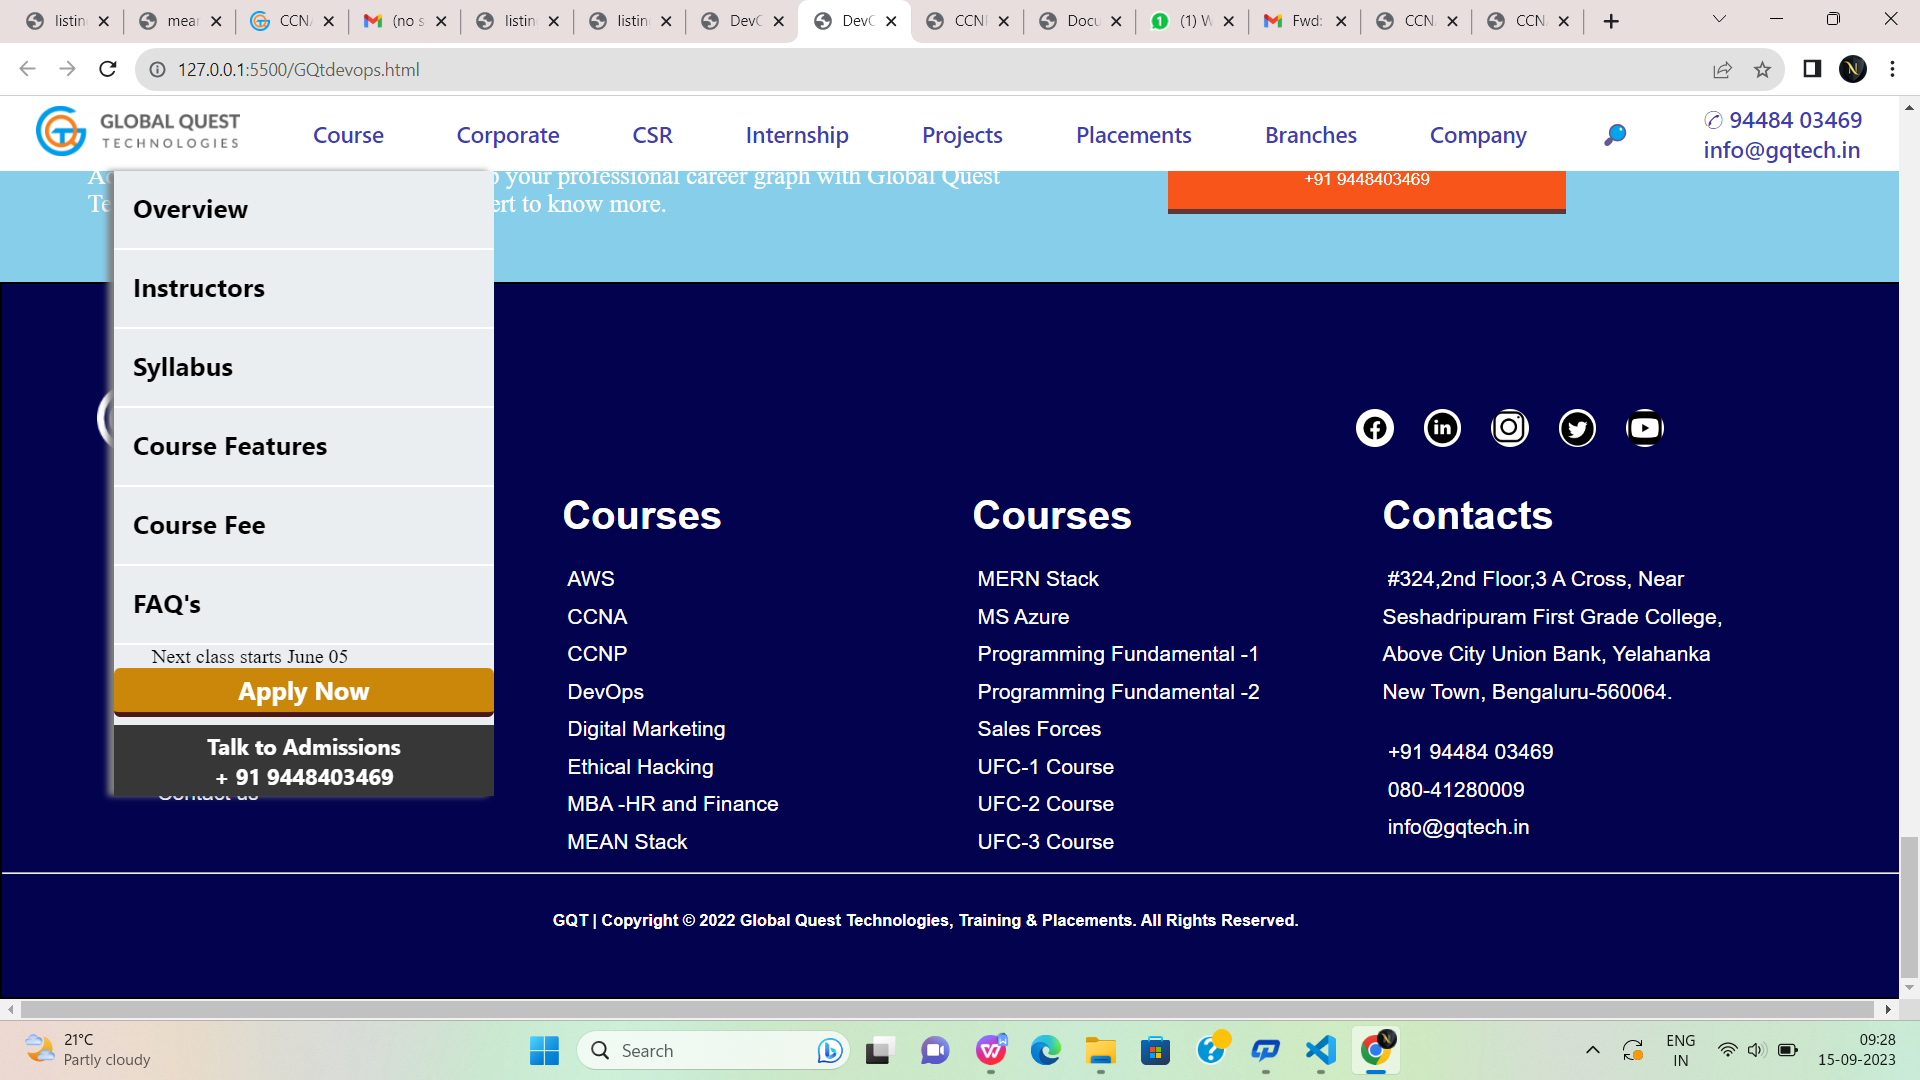 listin
mear
CCN
(no s
listin
listin
DevC
DevC
CCNI
Docu
(1) W
Fwd:
CCN
CCN
127.0.0.1:5500/GQtdevops.html
GLOBAL QUEST
TECHNOLOGIES
Course
Corporate
CSR
Internship
Projects
Placements
Branches
Company
✆ 94484 03469
info@gqtech.in
your professional career graph with Global Quest
Te
ert to know more.
+91 9448403469
Overview
Instructors
Syllabus
Course Features
Course Fee
FAQ's
Next class starts June 05
Apply Now
Talk to Admissions
+ 91 9448403469
Contact us
Courses
AWS
CCNA
CCNP
DevOps
Digital Marketing
Ethical Hacking
MBA -HR and Finance
MEAN Stack
Courses
MERN Stack
MS Azure
Programming Fundamental -1
Programming Fundamental -2
Sales Forces
UFC-1 Course
UFC-2 Course
UFC-3 Course
Contacts
#324,2nd Floor,3 A Cross, Near
Seshadripuram First Grade College,
Above City Union Bank, Yelahanka
New Town, Bengaluru-560064.
+91 94484 03469
080-41280009
info@gqtech.in
GQT | Copyright © 2022 Global Quest Technologies, Training & Placements. All Rights Reserved.
21°C
Partly cloudy
Search
ENG
IN
09:28
15-09-2023